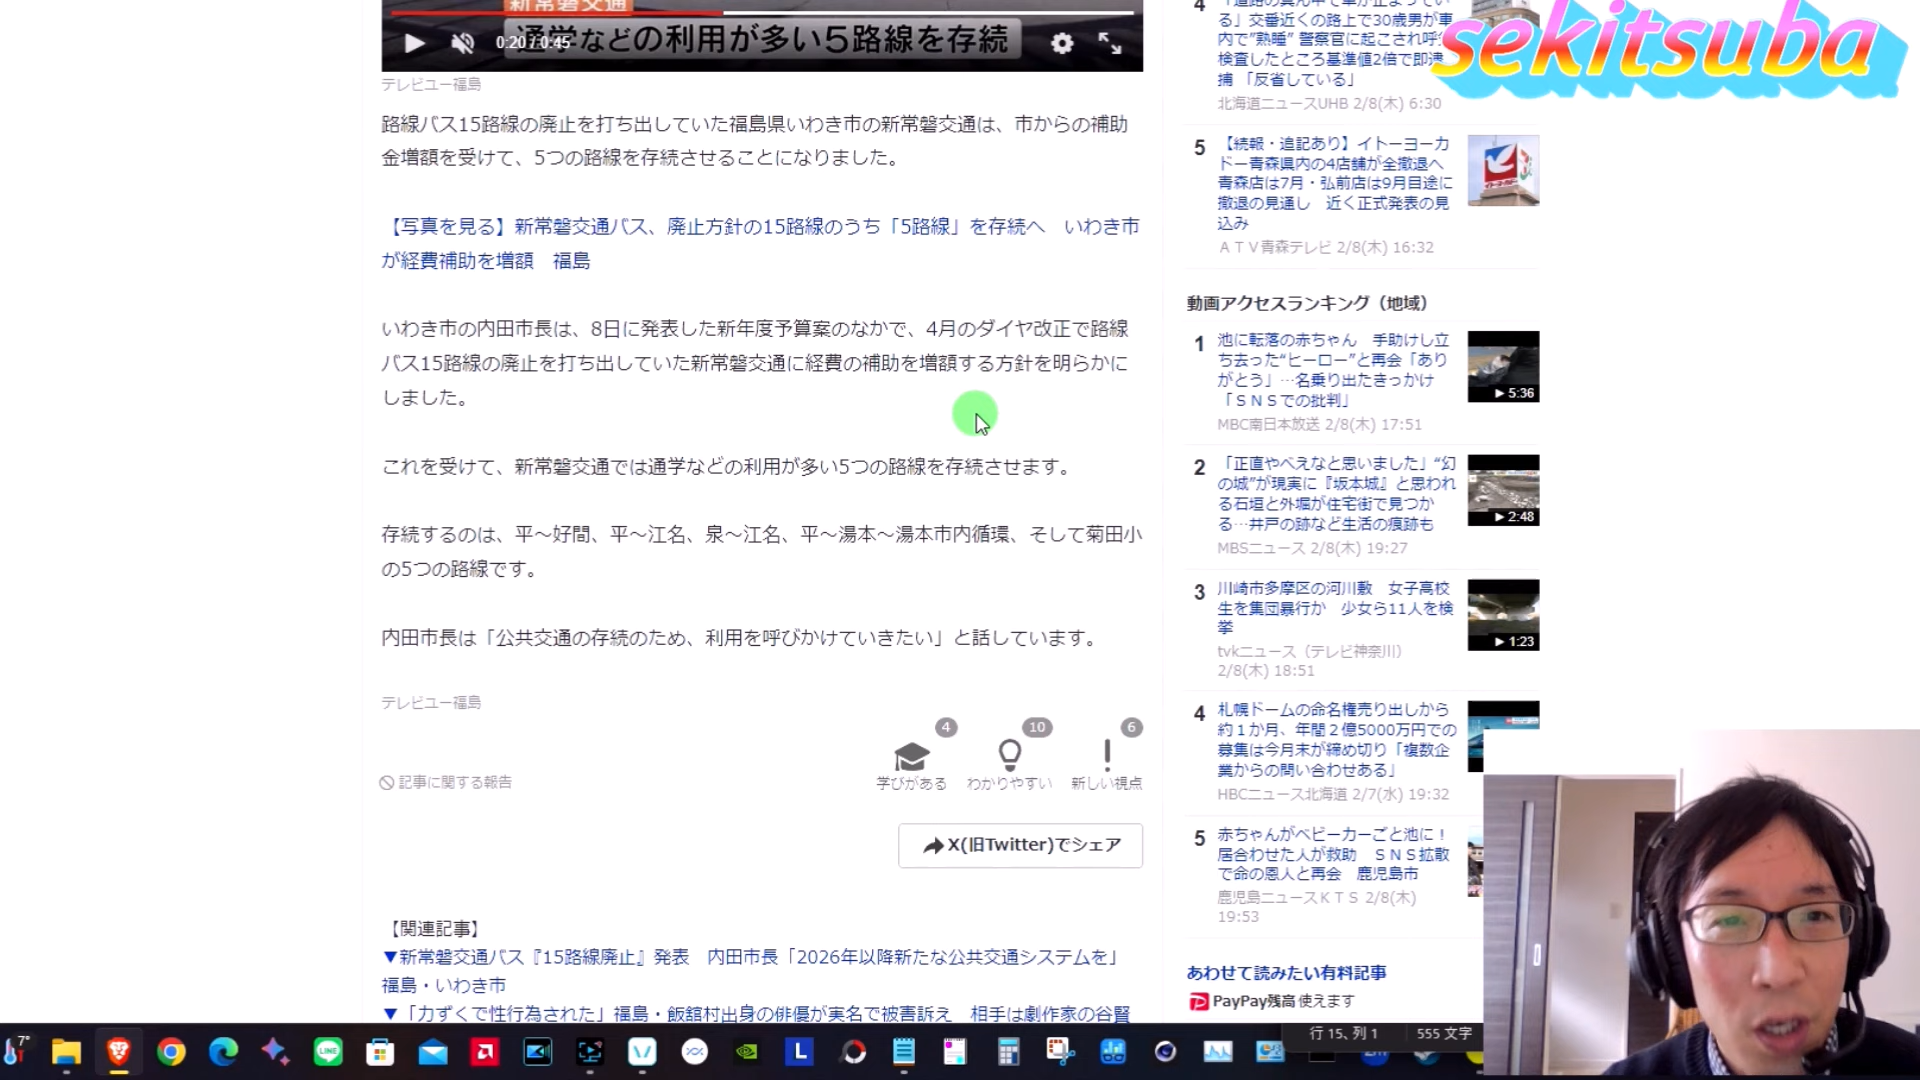 新常磐交通
通学などの利用が多い5路線を存続
0:20 / 0:45
テレビユー福島
路線バス15路線の廃止を打ち出していた福島県いわき市の新常磐交通は、市からの補助
金増額を受けて、5つの路線を存続させることになりました。
【写真を見る】新常磐交通バス、廃止方針の15路線のうち「5路線」を存続へ　いわき市
が経費補助を増額　福島
いわき市の内田市長は、8日に発表した新年度予算案のなかで、4月のダイヤ改正で路線
バス15路線の廃止を打ち出していた新常磐交通に経費の補助を増額する方針を明らかに
しました。
これを受けて、新常磐交通では通学などの利用が多い5つの路線を存続させます。
存続するのは、平〜好間、平〜江名、泉〜江名、平〜湯本〜湯本市内循環、そして菊田小
の5つの路線です。
内田市長は「公共交通の存続のため、利用を呼びかけていきたい」と話しています。
テレビユー福島
4
10
6
学びがある
わかりやすい
新しい視点
記事に関する報告
X(旧Twitter)でシェア
【関連記事】
▼新常磐交通バス『15路線廃止』発表　内田市長「2026年以降新たな公共交通システムを」
福島・いわき市
▼「力ずくで性行為された」福島・飯舘村出身の俳優が実名で被害訴え　相手は劇作家の谷賢
4
「道路の真ん中で車が止まってい
る」交番近くの路上で30歳男が車
内で"熟睡" 警察官に起こされ呼
検査したところ基準値2倍で即逮
捕 「反省している」
北海道ニュースUHB 2/8(木) 6:30
sekitsuba
5
【続報・追記あり】イトーヨーカ
ドー青森県内の4店舗が全撤退へ
青森店は7月・弘前店は9月目途に
撤退の見通し　近く正式発表の見
込み
ＡＴＶ青森テレビ 2/8(木) 16:32
動画アクセスランキング（地域）
1
池に転落の赤ちゃん　手助けし立
ち去った“ヒーロー”と再会「あり
がとう」…名乗り出たきっかけ
「ＳＮＳでの批判」
MBC南日本放送 2/8(木) 17:51
5:36
2
「正直やべえなと思いました」“幻
の城”が現実に『坂本城』と思われ
る石垣と外堀が住宅街で見つか
る…井戸の跡など生活の痕跡も
MBSニュース 2/8(木) 19:27
2:48
3
川崎市多摩区の河川敷　女子高校
生を集団暴行か　少女ら11人を検
挙
tvkニュース（テレビ神奈川）
2/8(木) 18:51
1:23
4
札幌ドームの命名権売り出しから
約１か月、年間２億5000万円での
募集は今月末が締め切り「複数企
業からの問い合わせある」
HBCニュース北海道 2/7(水) 19:32
5
赤ちゃんがベビーカーごと池に！
居合わせた人が救助　ＳＮＳ拡散
で命の恩人と再会　鹿児島市
鹿児島ニュースＫＴＳ 2/8(木)
19:53
あわせて読みたい有料記事
PayPay残高 使えます
行 15、列 1
555 文字
7°
LINE
L